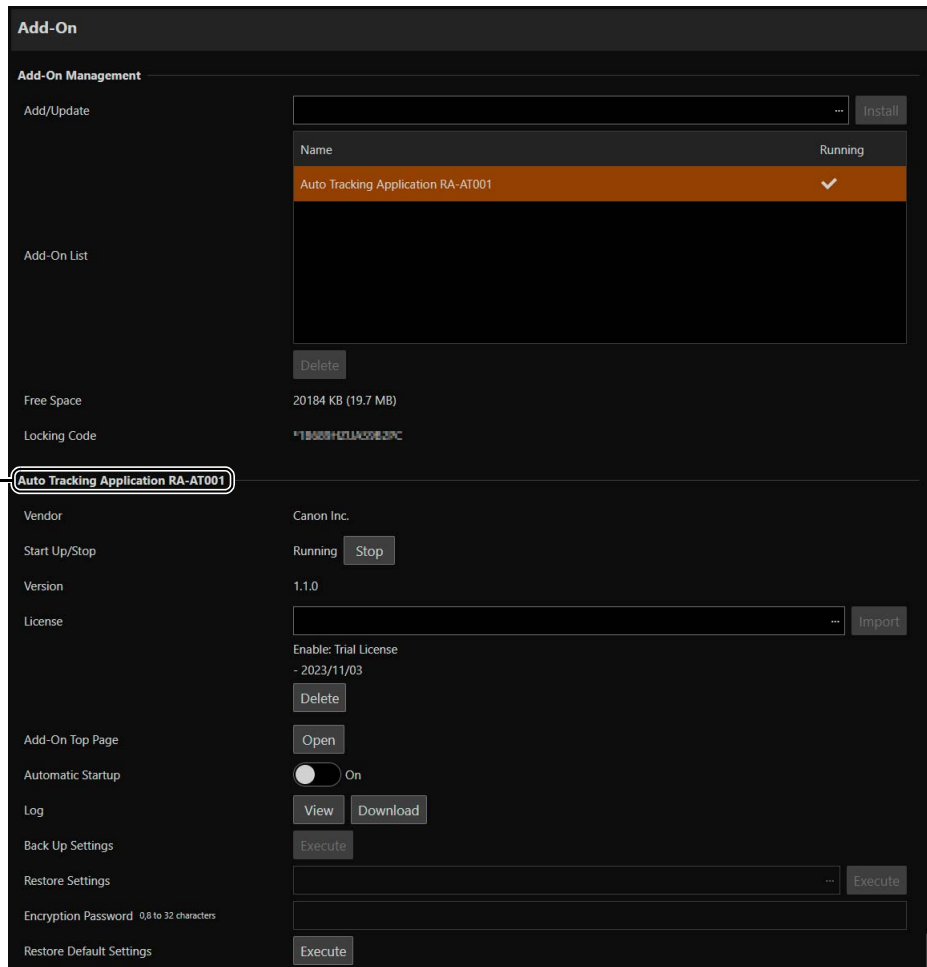 Add-On
Add-On Management
Add/Update ... Install
Name Running
Auto Tracking Application RA-AT001
Add-On List
Delete
Free Space 20184 KB (19.7 MB)
Locking Code
Auto Tracking Application RA-AT001
Vendor Canon Inc.
Start Up/Stop Running Stop
Version 1.1.0
License ... Import
Enable: Trial License
- 2023/11/03
Delete
Add-On Top Page Open
Automatic Startup On
Log View Download
Back Up Settings Execute
Restore Settings ... Execute
Encryption Password 0,8 to 32 characters
Restore Default Settings Execute